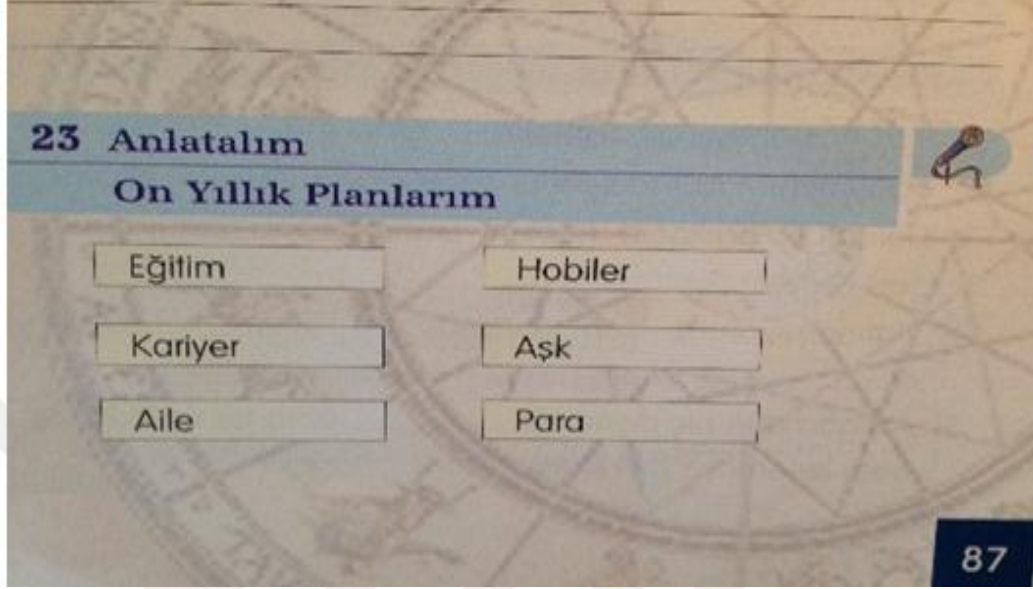 23 Anlatalım
On Yıllık Planlarım
Eğitim
Hobiler
Kariyer
Aşk
Aile
Para
87